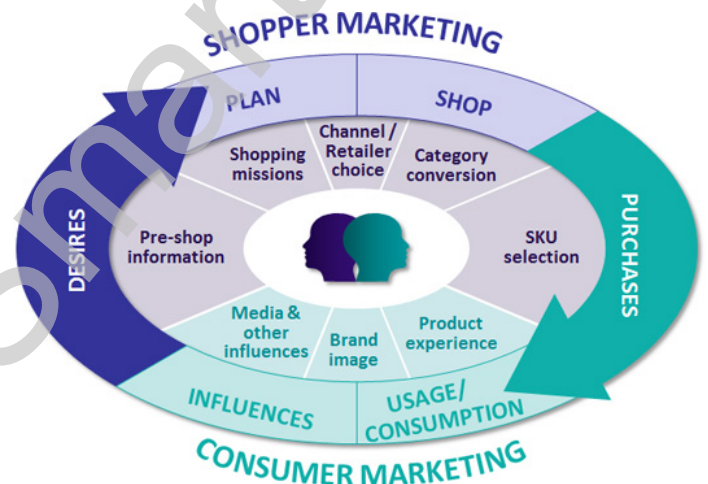 SHOPPER MARKETING
PLAN
SHOP
Channel /
Retailer
choice
Shopping
missions
Category
conversion
DESIRES
Pre-shop
information
SKU
selection
PURCHASES
Media &
other
influences
Brand
image
Product
experience
INFLUENCES
USAGE/
CONSUMPTION
CONSUMER MARKETING